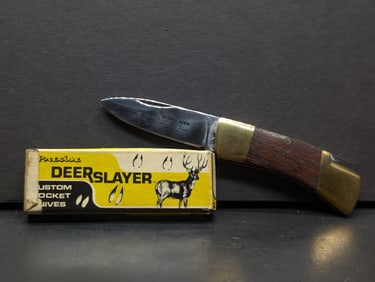 Precise
DEERSLAYER
USTOM
OCKET
NIVES